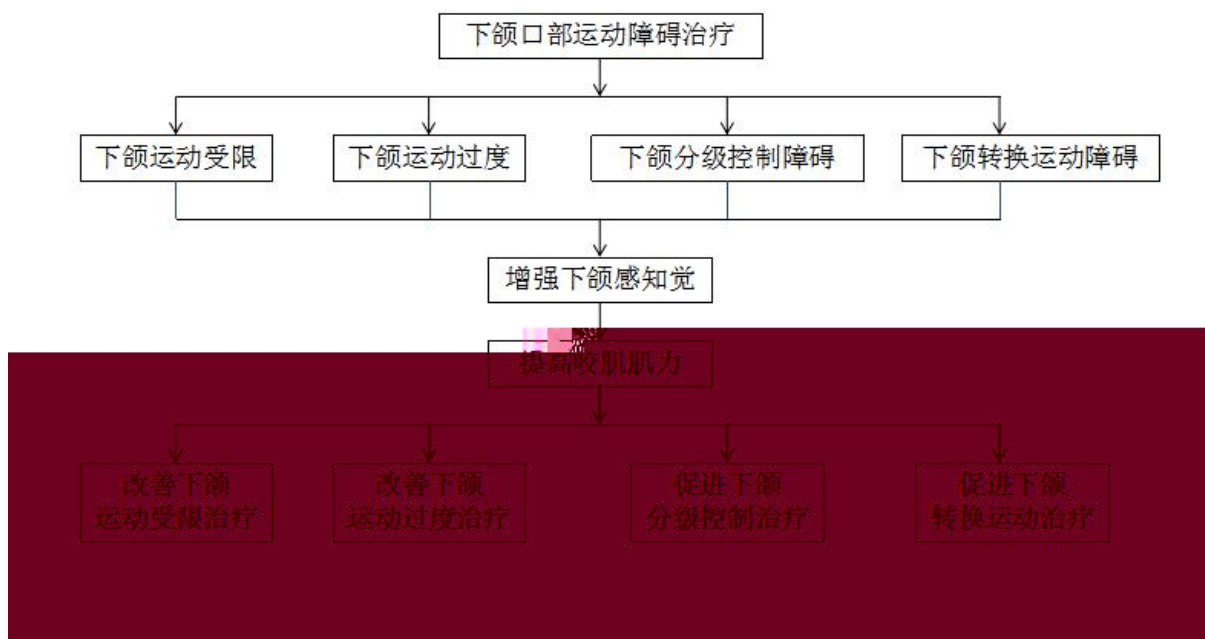 下颌口部运动障碍治疗
下颌运动受限
下颌运动过度
下颌分级控制障碍
下颌转换运动障碍
增强下颌感知觉
提高咬肌肌力
改善下颌
运动受限治疗
改善下颌
运动过度治疗
促进下颌
分级控制治疗
促进下颌
转换运动治疗